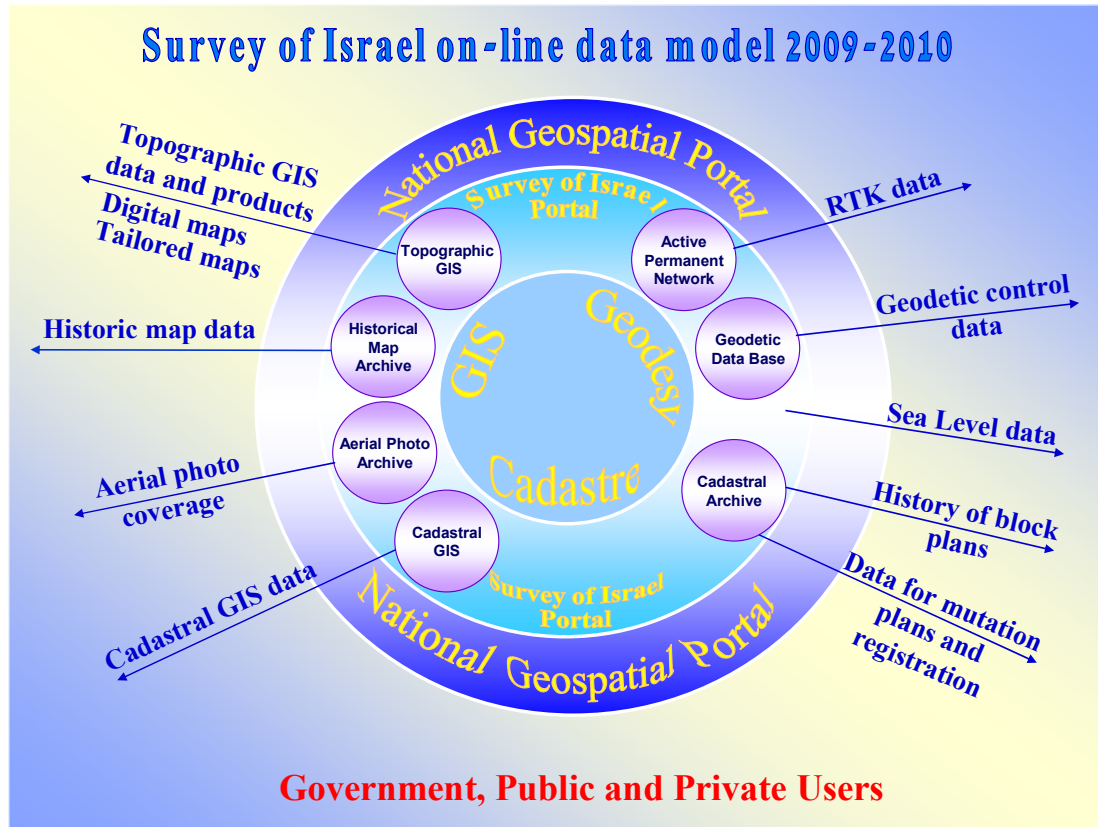 Survey of Israel on-line data model 2009-2010
National Geospatial Portal
Survey of Israel
Portal
Topographic GIS
data and products
Digital maps
Tailored maps
Historic map data
Aerial photo
coverage
Cadastral GIS data
Topographic
GIS
Historical
Map
Archive
Aerial Photo
Archive
Cadastral
GIS
GIS
Geodesy
Cadastre
Active
Permanent
Network
Geodetic
Data Base
Cadastral
Archive
RTK data
Geodetic control
data
Sea Level data
History of block
plans
Data for mutation
plans and
registration
Survey of Israel
Portal
National Geospatial Portal
Government, Public and Private Users